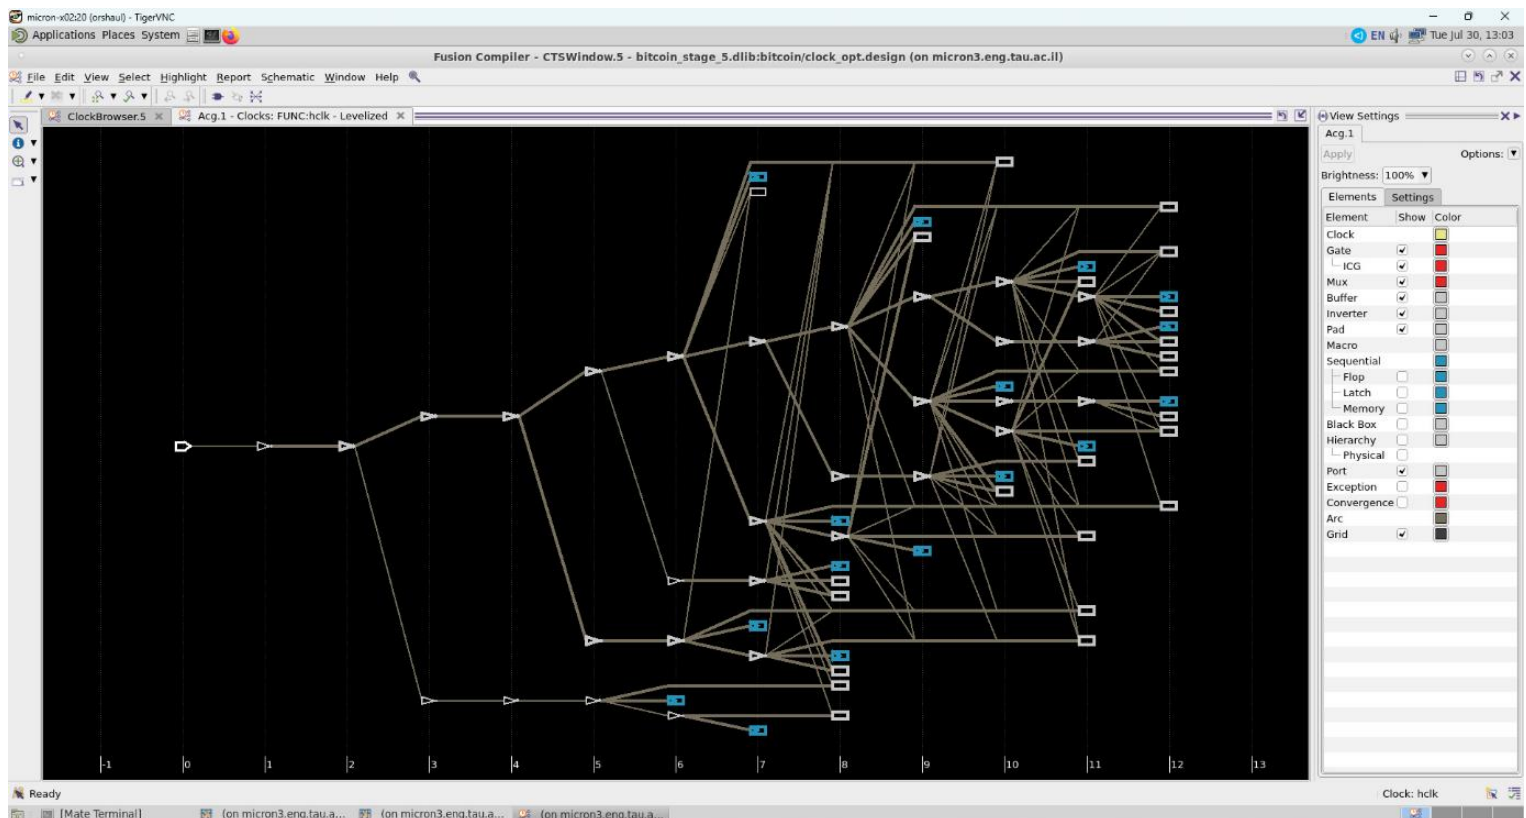 micron-x02:20 (orshaul) - TigerVNC
Applications Places System
EN Tue Jul 30, 13:03
Fusion Compiler - CTSWindow.5 - bitcoin_stage_5.dlib:bitcoin/clock_opt.design (on micron3.eng.tau.ac.il)
File Edit View Select Highlight Report Schematic Window Help
ClockBrowser.5
Acg.1 - Clocks: FUNC:hclk - Levelized
View Settings
Acg.1
Apply Options:
Brightness: 100%
Elements Settings
Element Show Color
Clock
Gate
ICG
Mux
Buffer
Inverter
Pad
Macro
Sequential
Flop
Latch
Memory
Black Box
Hierarchy
Physical
Port
Exception
Convergence
Arc
Grid
-1 0 1 2 3 4 5 6 7 8 9 10 11 12 13
Ready
Clock: hclk
[Mate Terminal] (on micron3.eng.tau.a... (on micron3.eng.tau.a... (on micron3.eng.tau.a...